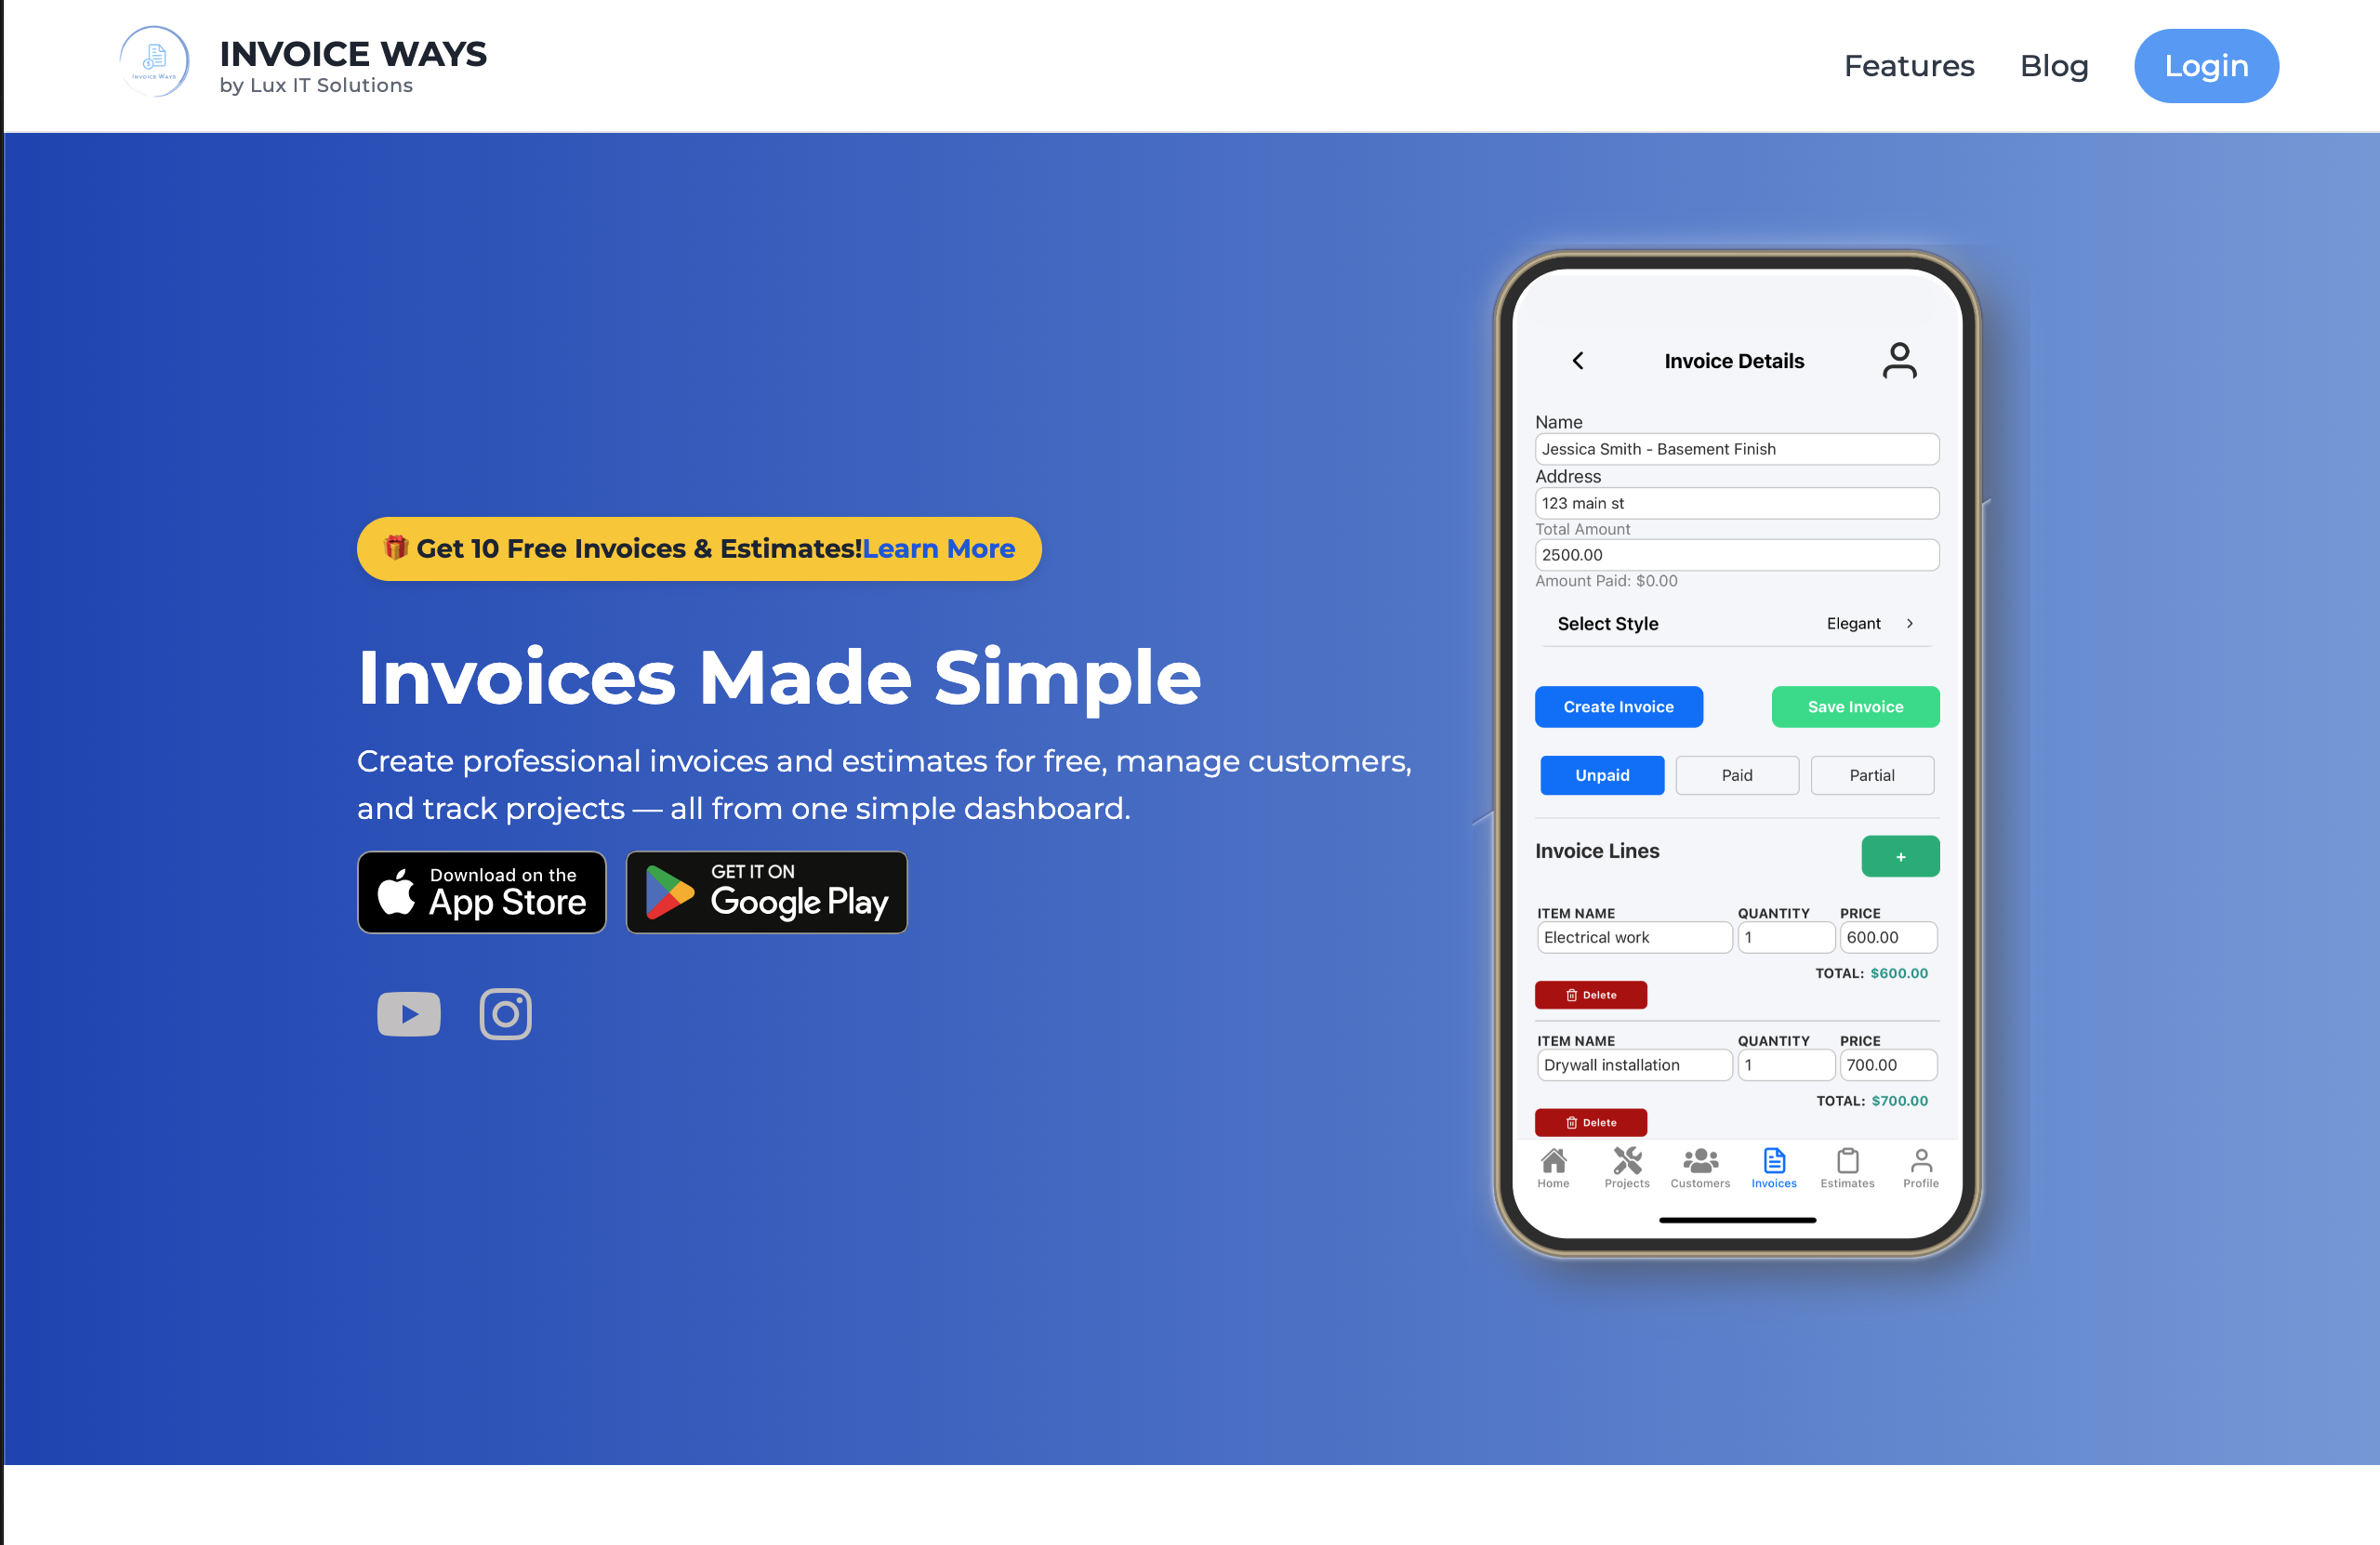 INVOICE WAYS
INVOICE WAYS
by Lux IT Solutions
Features Blog Login
🎁 Get 10 Free Invoices & Estimates!Learn More
Invoices Made Simple
Create professional invoices and estimates for free, manage customers,
and track projects — all from one simple dashboard.
Download on the
App Store
GET IT ON
Google Play
Invoice Details
Name
Jessica Smith - Basement Finish
Address
123 main st
Total Amount
2500.00
Amount Paid: $0.00
Select Style Elegant
Create Invoice Save Invoice
Unpaid Paid Partial
Invoice Lines +
ITEM NAME QUANTITY PRICE
Electrical work 1 600.00
TOTAL: $600.00
Delete
ITEM NAME QUANTITY PRICE
Drywall installation 1 700.00
TOTAL: $700.00
Delete
Home Projects Customers Invoices Estimates Profile